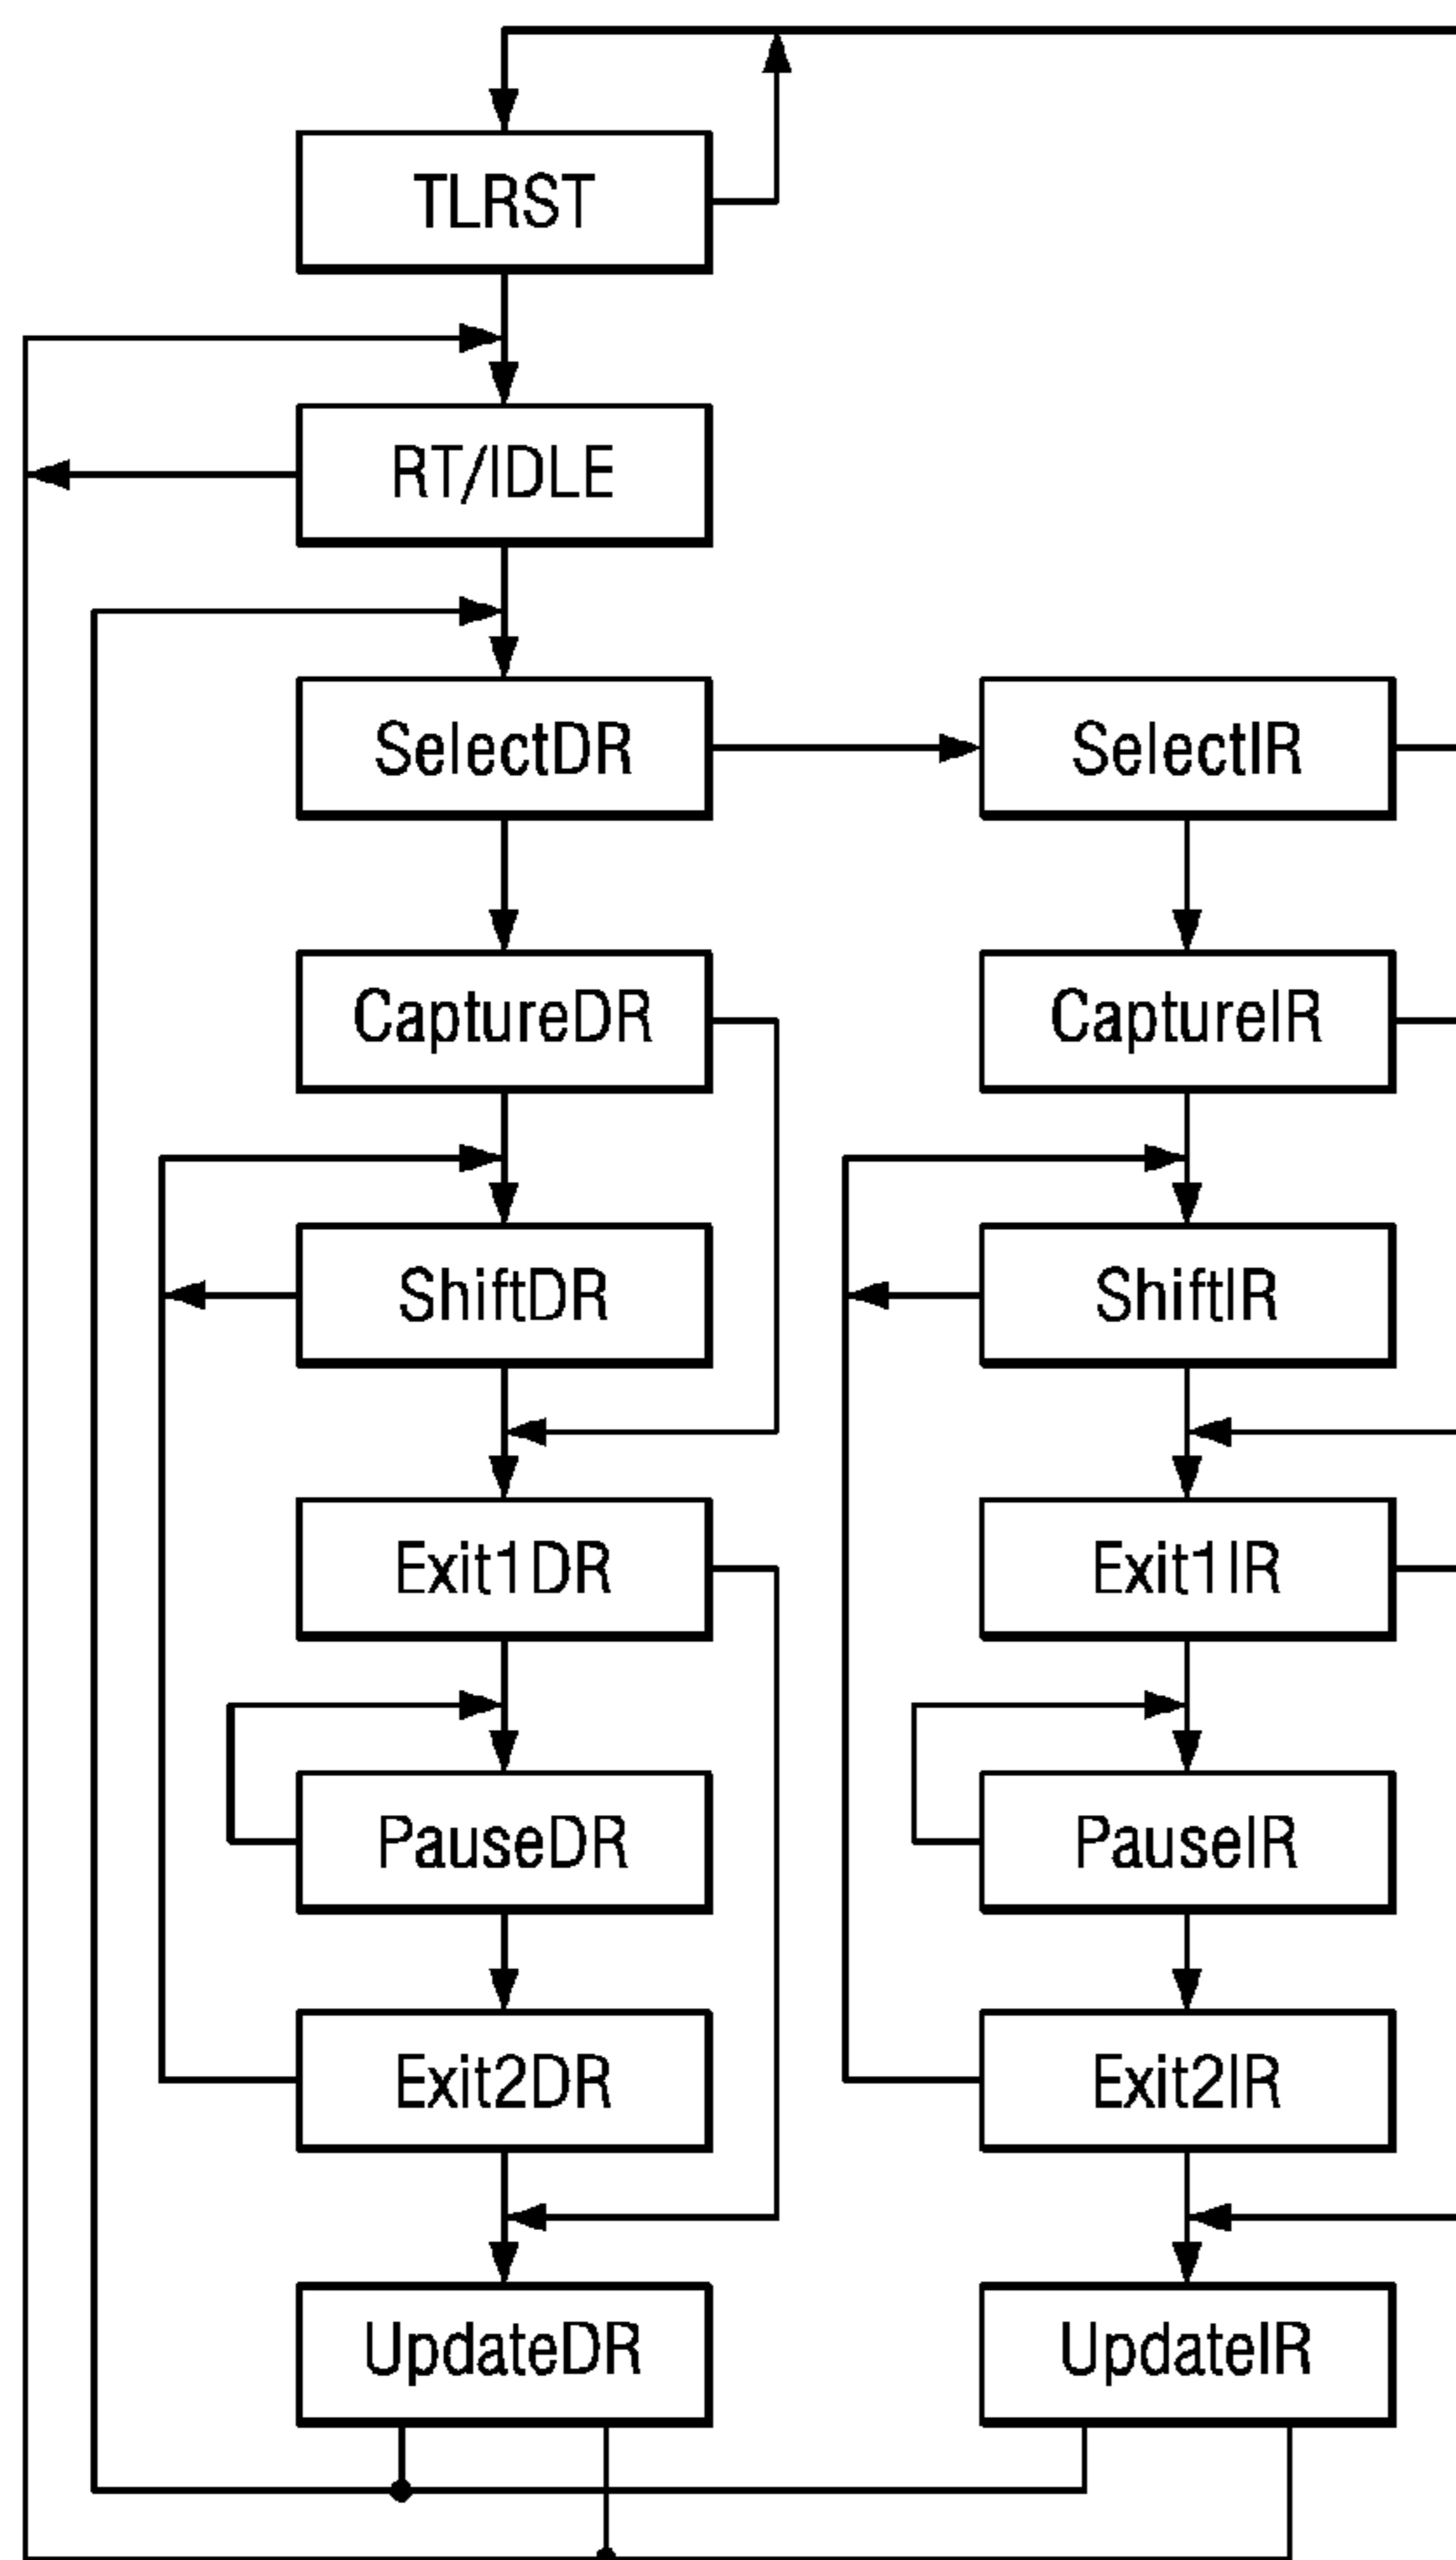 TLRST
RT/IDLE
SelectDR
SelectIR
CaptureDR
CaptureIR
ShiftDR
ShiftIR
Exit1DR
Exit1IR
PauseDR
PauseIR
Exit2DR
Exit2IR
UpdateDR
UpdateIR